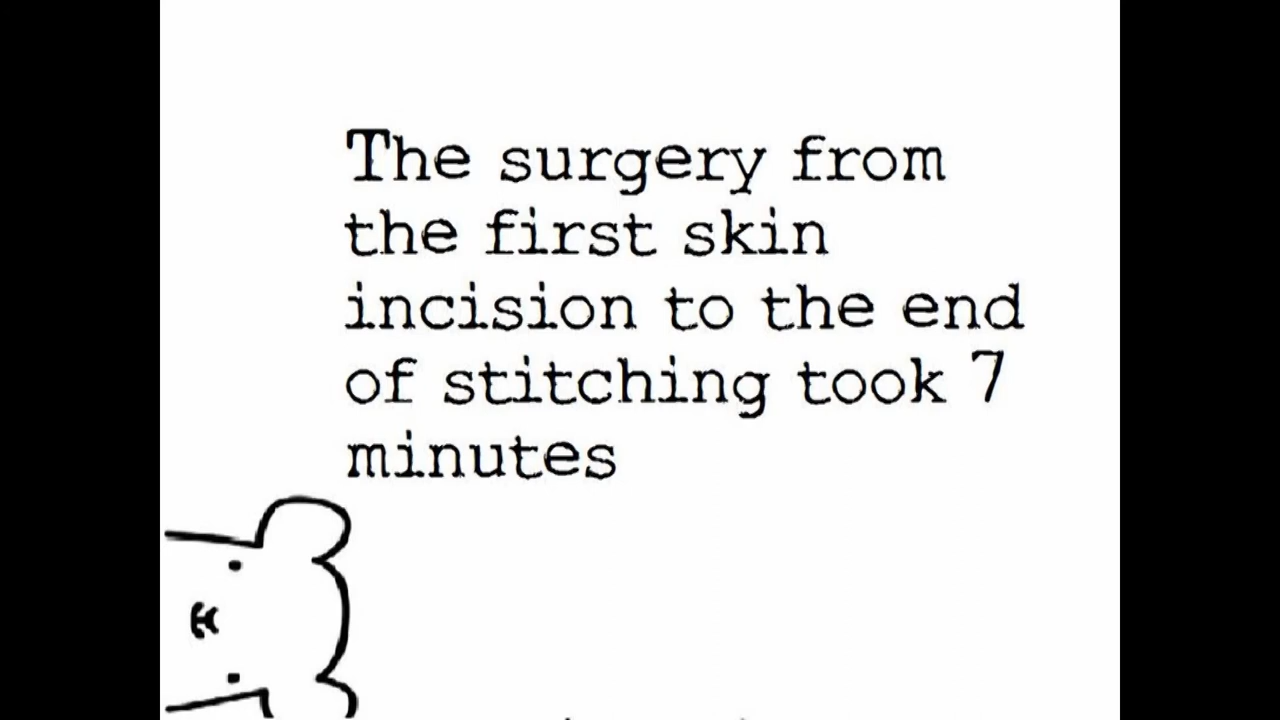 The surgery from
the first skin
incision to the end
of stitching took 7
minutes